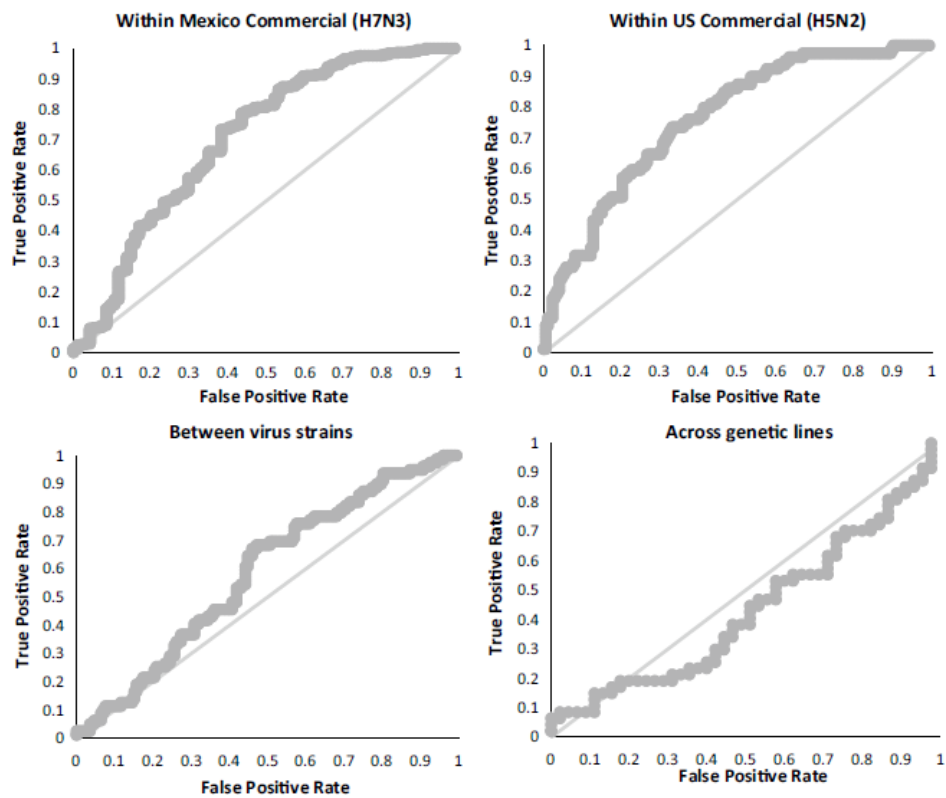 Within Mexico Commercial (H7N3)
True Positive Rate
1
0.9
0.8
0.7
0.6
0.5
0.4
0.3
0.2
0.1
0
0 0.1 0.2 0.3 0.4 0.5 0.6 0.7 0.8 0.9 1
False Positive Rate
Within US Commercial (H5N2)
True Posotive Rate
1
0.9
0.8
0.7
0.6
0.5
0.4
0.3
0.2
0.1
0
0 0.1 0.2 0.3 0.4 0.5 0.6 0.7 0.8 0.9 1
False Positive Rate
Between virus strains
True Positive Rate
1
0.9
0.8
0.7
0.6
0.5
0.4
0.3
0.2
0.1
0
0 0.1 0.2 0.3 0.4 0.5 0.6 0.7 0.8 0.9 1
False Positive Rate
Across genetic lines
True Positive Rate
1
0.9
0.8
0.7
0.6
0.5
0.4
0.3
0.2
0.1
0
0 0.1 0.2 0.3 0.4 0.5 0.6 0.7 0.8 0.9 1
False Positive Rate